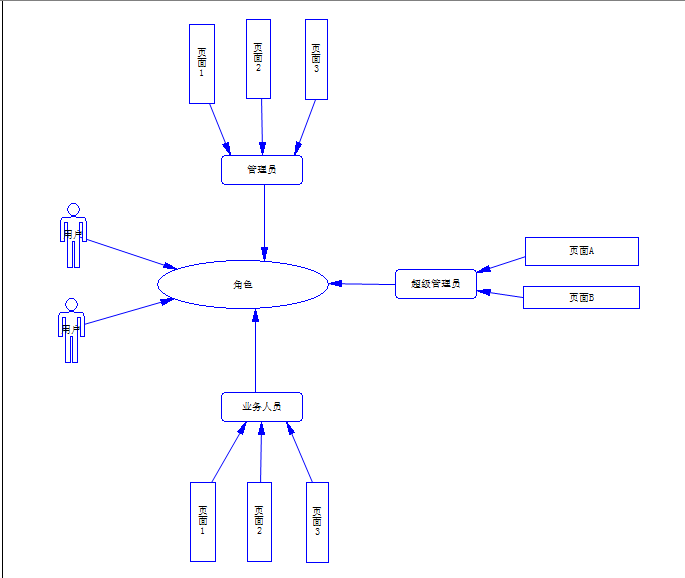 页面1
页面2
页面3
管理员
用户
页面A
角色
超级管理员
页面B
用户
业务人员
页面1
页面2
页面3